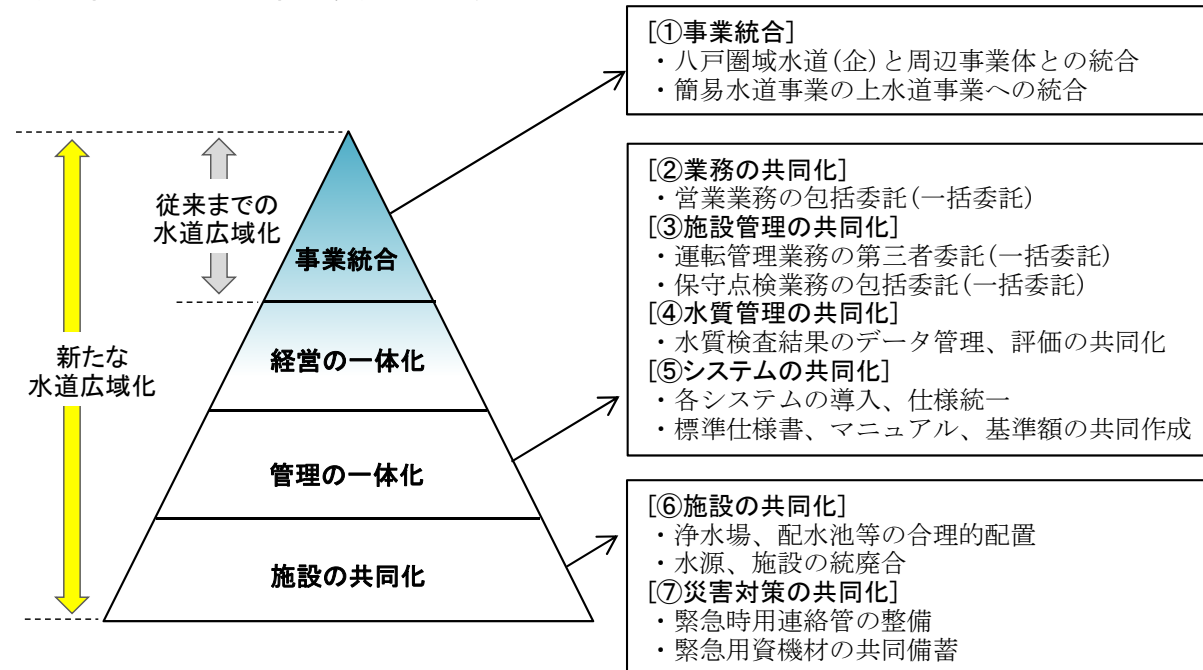 [①事業統合]
・八戸圏域水道(企)と周辺事業体との統合
・簡易水道事業の上水道事業への統合
従来までの
水道広域化
新たな
水道広域化
事業統合
経営の一体化
管理の一体化
施設の共同化
[②業務の共同化]
・営業業務の包括委託(一括委託)
[③施設管理の共同化]
・運転管理業務の第三者委託(一括委託)
・保守点検業務の包括委託(一括委託)
[④水質管理の共同化]
・水質検査結果のデータ管理、評価の共同化
[⑤システムの共同化]
・各システムの導入、仕様統一
・標準仕様書、マニュアル、基準額の共同作成
[⑥施設の共同化]
・浄水場、配水池等の合理的配置
・水源、施設の統廃合
[⑦災害対策の共同化]
・緊急時用連絡管の整備
・緊急用資機材の共同備蓄